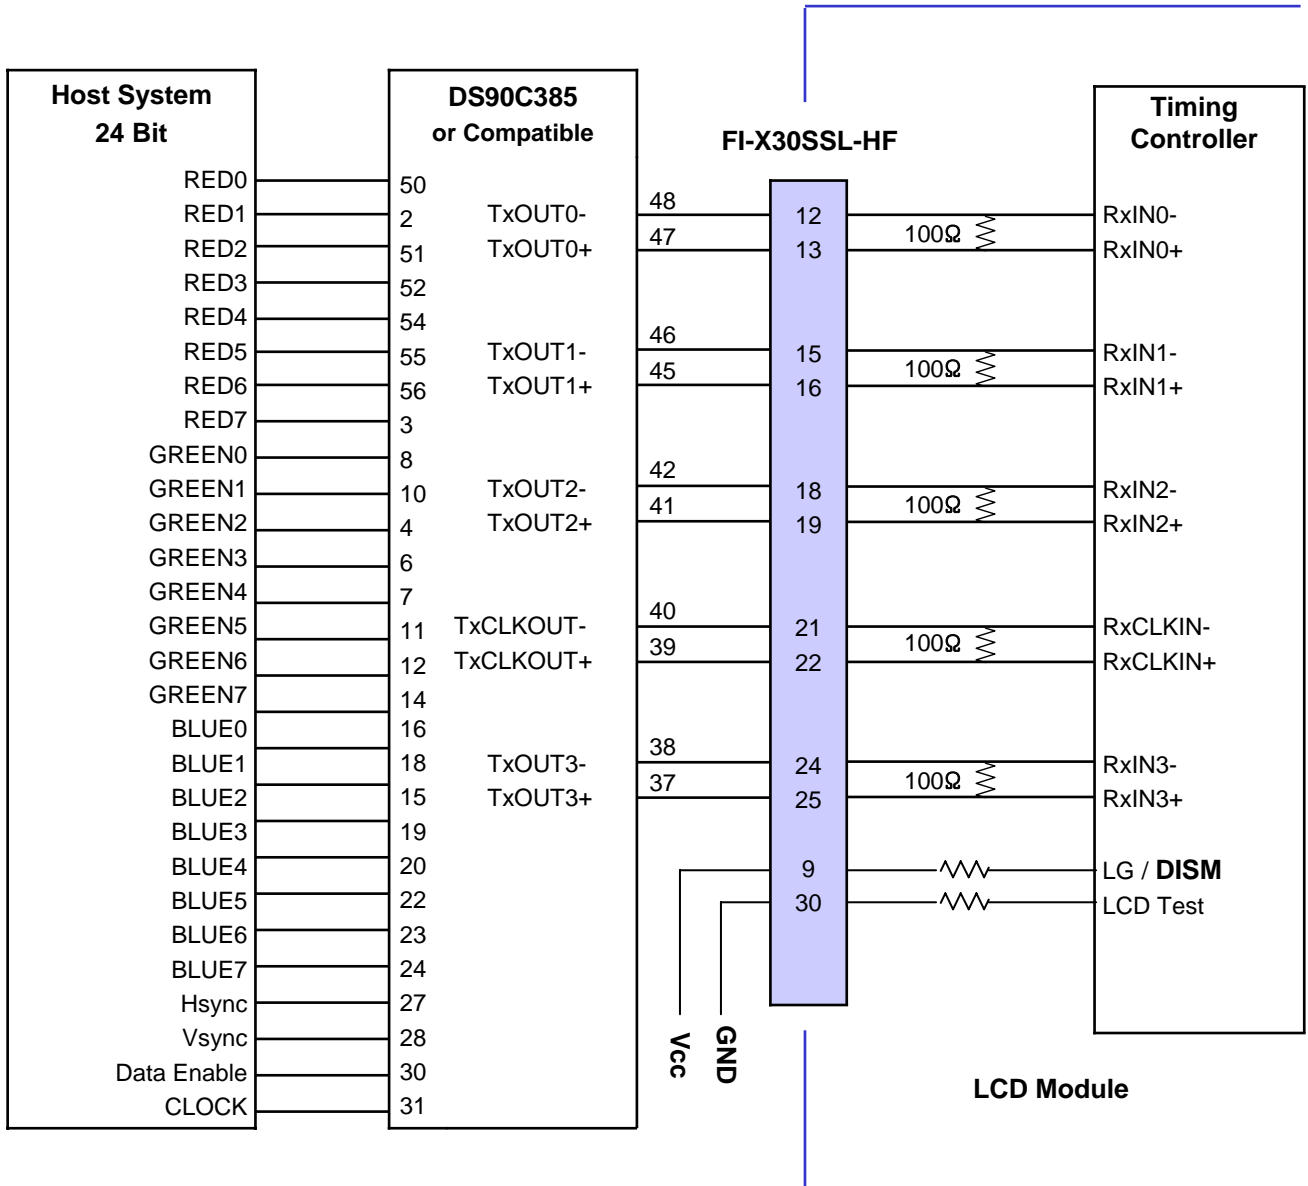 Host System
24 Bit
RED0
RED1
RED2
RED3
RED4
RED5
RED6
RED7
GREEN0
GREEN1
GREEN2
GREEN3
GREEN4
GREEN5
GREEN6
GREEN7
BLUE0
BLUE1
BLUE2
BLUE3
BLUE4
BLUE5
BLUE6
BLUE7
Hsync
Vsync
Data Enable
CLOCK
DS90C385
or Compatible
50
2
51
52
54
55
56
3
8
10
4
6
7
11
12
14
16
18
15
19
20
22
23
24
27
28
30
31
TxOUT0-
TxOUT0+
TxOUT1-
TxOUT1+
TxOUT2-
TxOUT2+
TxCLKOUT-
TxCLKOUT+
TxOUT3-
TxOUT3+
48
47
46
45
42
41
40
39
38
37
Vcc
GND
FI-X30SSL-HF
12
13
15
16
18
19
21
22
24
25
9
30
100Ω
100Ω
100Ω
100Ω
100Ω
Timing
Controller
RxIN0-
RxIN0+
RxIN1-
RxIN1+
RxIN2-
RxIN2+
RxCLKIN-
RxCLKIN+
RxIN3-
RxIN3+
LG / DISM
LCD Test
LCD Module